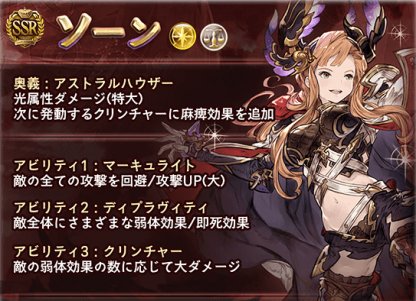 SSR ソーン
奥義：アストラルハウザー
光属性ダメージ(特大)
次に発動するクリンチャーに麻痺効果を追加
アビリティ1：マーキュライト
敵の全ての攻撃を回避/攻撃UP(大)
アビリティ2：ディプラヴィティ
敵全体にさまざまな弱体効果/即死効果
アビリティ3：クリンチャー
敵の弱体効果の数に応じて大ダメージ